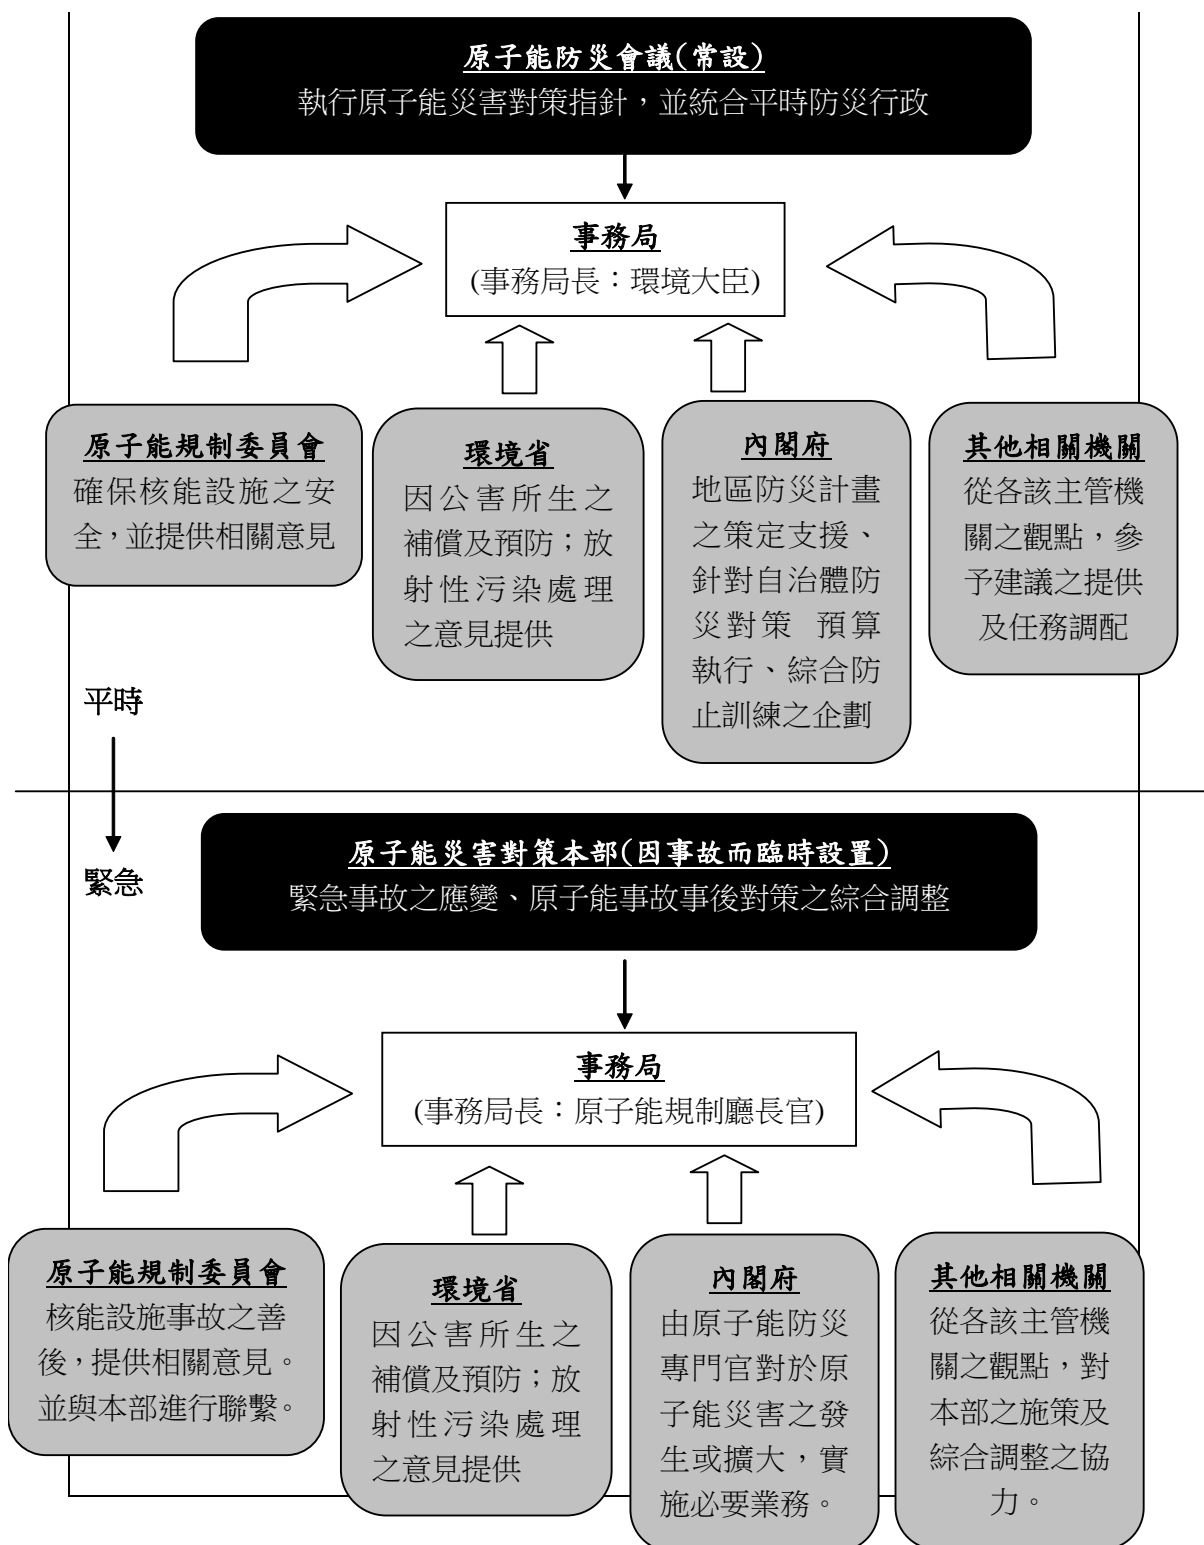 原子能防災會議(常設)
執行原子能災害對策指針，並統合平時防災行政
事務局
(事務局長：環境大臣)
原子能規制委員會
確保核能設施之安
全，並提供相關意見
環境省
因公害所生之
補償及預防；放
射性污染處理
之意見提供
內閣府
地區防災計畫
之策定支援、
針對自治體防
災對策 預算
執行、綜合防
止訓練之企劃
其他相關機關
從各該主管機
關之觀點，參
予建議之提供
及任務調配
平時
緊急
原子能災害對策本部(因事故而臨時設置)
緊急事故之應變、原子能事故事後對策之綜合調整
事務局
(事務局長：原子能規制廳長官)
原子能規制委員會
核能設施事故之善
後，提供相關意見。
並與本部進行聯繫。
環境省
因公害所生之
補償及預防；放
射性污染處理
之意見提供
內閣府
由原子能防災
專門官對於原
子能災害之發
生或擴大，實
施必要業務。
其他相關機關
從各該主管機
關之觀點，對
本部之施策及
綜合調整之協
力。